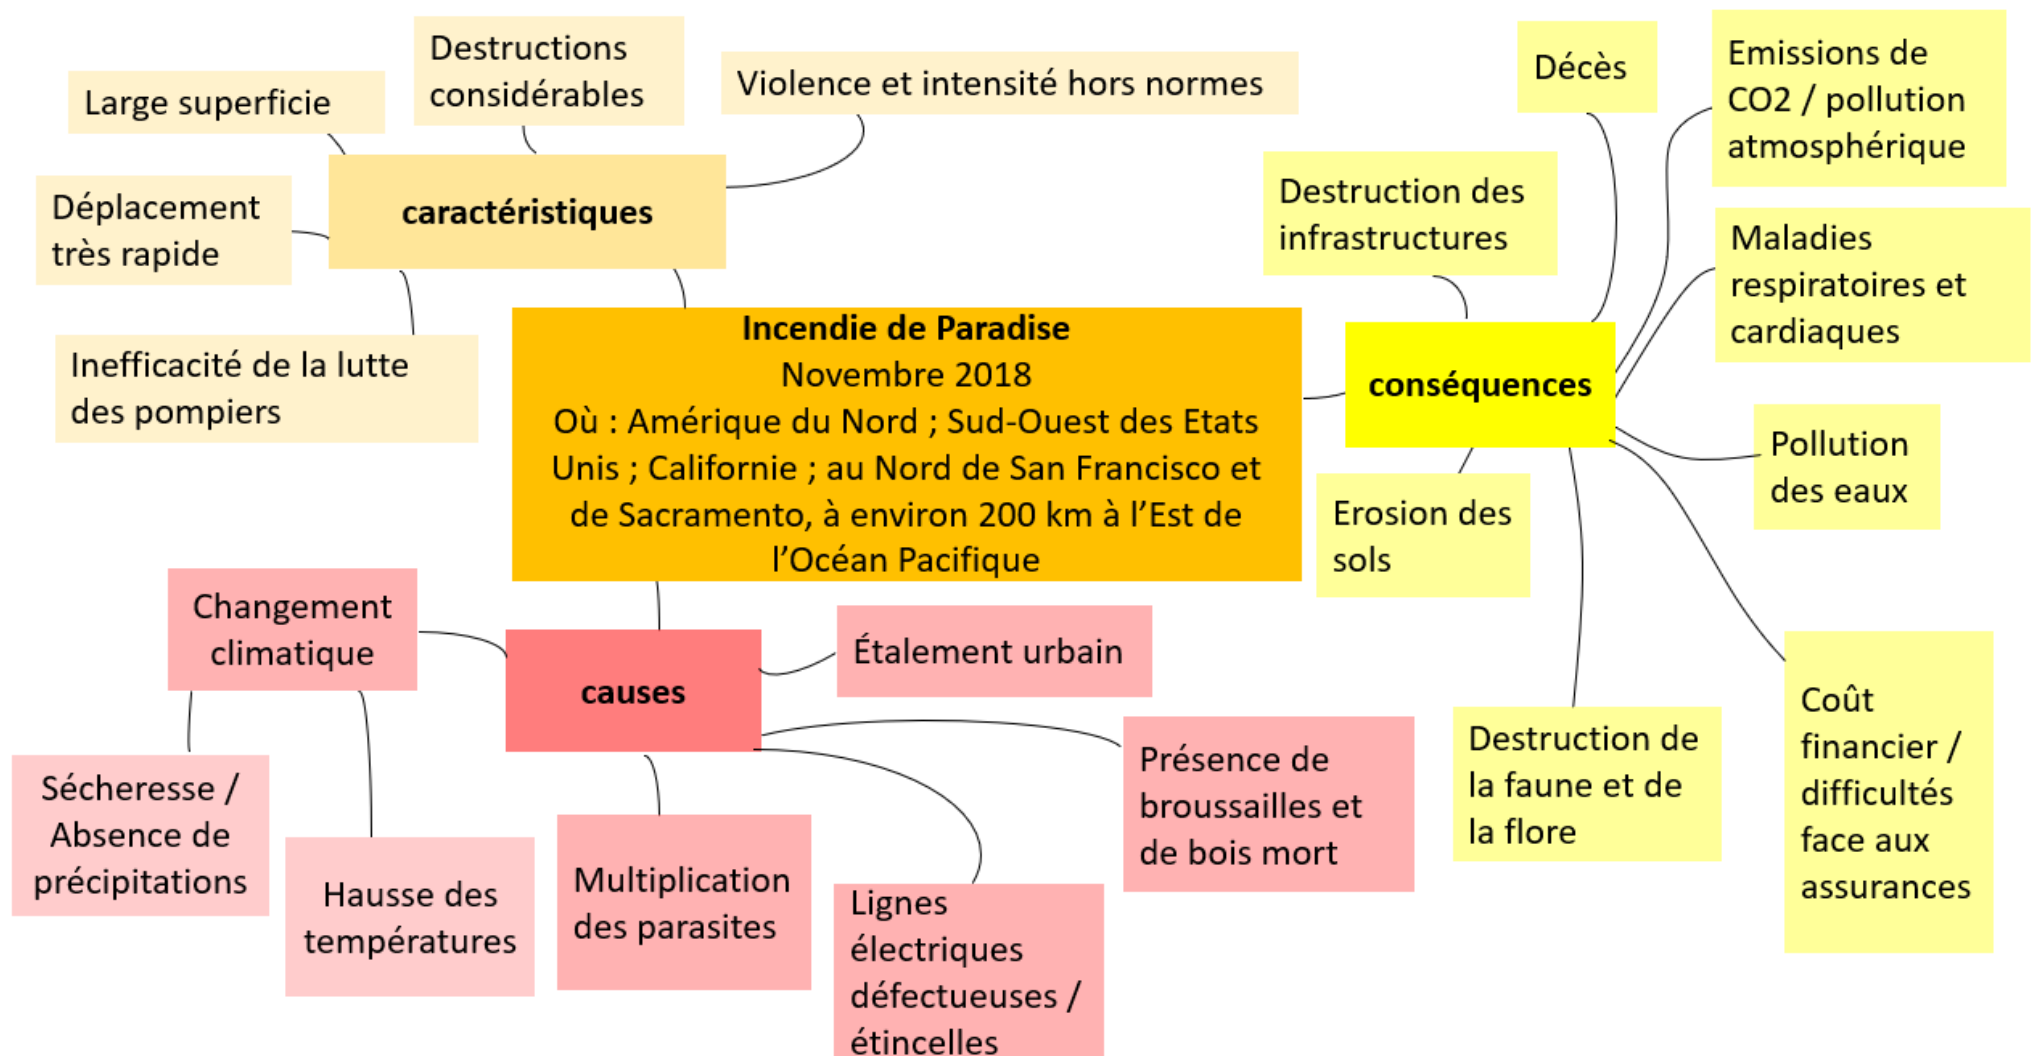 Large superficie
Destructions
considérables
Violence et intensité hors normes
Déplacement
très rapide
caractéristiques
Inefficacité de la lutte
des pompiers
Incendie de Paradise
Novembre 2018
Où : Amérique du Nord ; Sud-Ouest des Etats
Unis ; Californie ; au Nord de San Francisco et
de Sacramento, à environ 200 km à l’Est de
l’Océan Pacifique
Décès
Emissions de
CO2 / pollution
atmosphérique
Destruction des
infrastructures
Maladies
respiratoires et
cardiaques
conséquences
Pollution
des eaux
Erosion des
sols
Destruction de
la faune et de
la flore
Coût
financier /
difficultés
face aux
assurances
Changement
climatique
causes
Étalement urbain
Sécheresse /
Absence de
précipitations
Hausse des
températures
Multiplication
des parasites
Lignes
électriques
défectueuses /
étincelles
Présence de
broussailles et
de bois mort